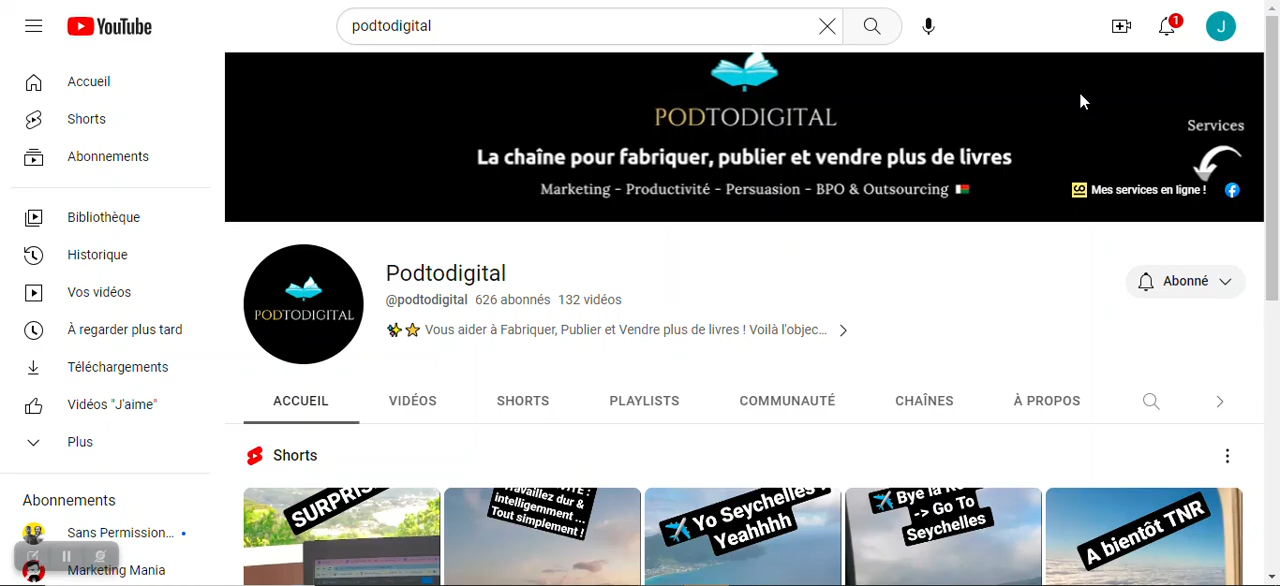 YouTube
podtodigital
1
J
Accueil
Shorts
Abonnements
Bibliothèque
Historique
Vos vidéos
À regarder plus tard
Téléchargements
Vidéos "J'aime"
Plus
Abonnements
Sans Permission...
Marketing Mania
PODTODIGITAL
La chaîne pour fabriquer, publier et vendre plus de livres
Marketing - Productivité - Persuasion - BPO & Outsourcing
Services
Mes services en ligne !
PODTODIGITAL
Podtodigital
@podtodigital 626 abonnés 132 vidéos
Vous aider à Fabriquer, Publier et Vendre plus de livres ! Voilà l'objec...
Abonné
ACCUEIL VIDÉOS SHORTS PLAYLISTS COMMUNAUTÉ CHAÎNES À PROPOS
Shorts
travaillez dur &
intelligemment ...
Tout simplement !
Yo Seychelles !
Yeahhhh
Bye la
-> Go To
Seychelles
A bientôt TNR